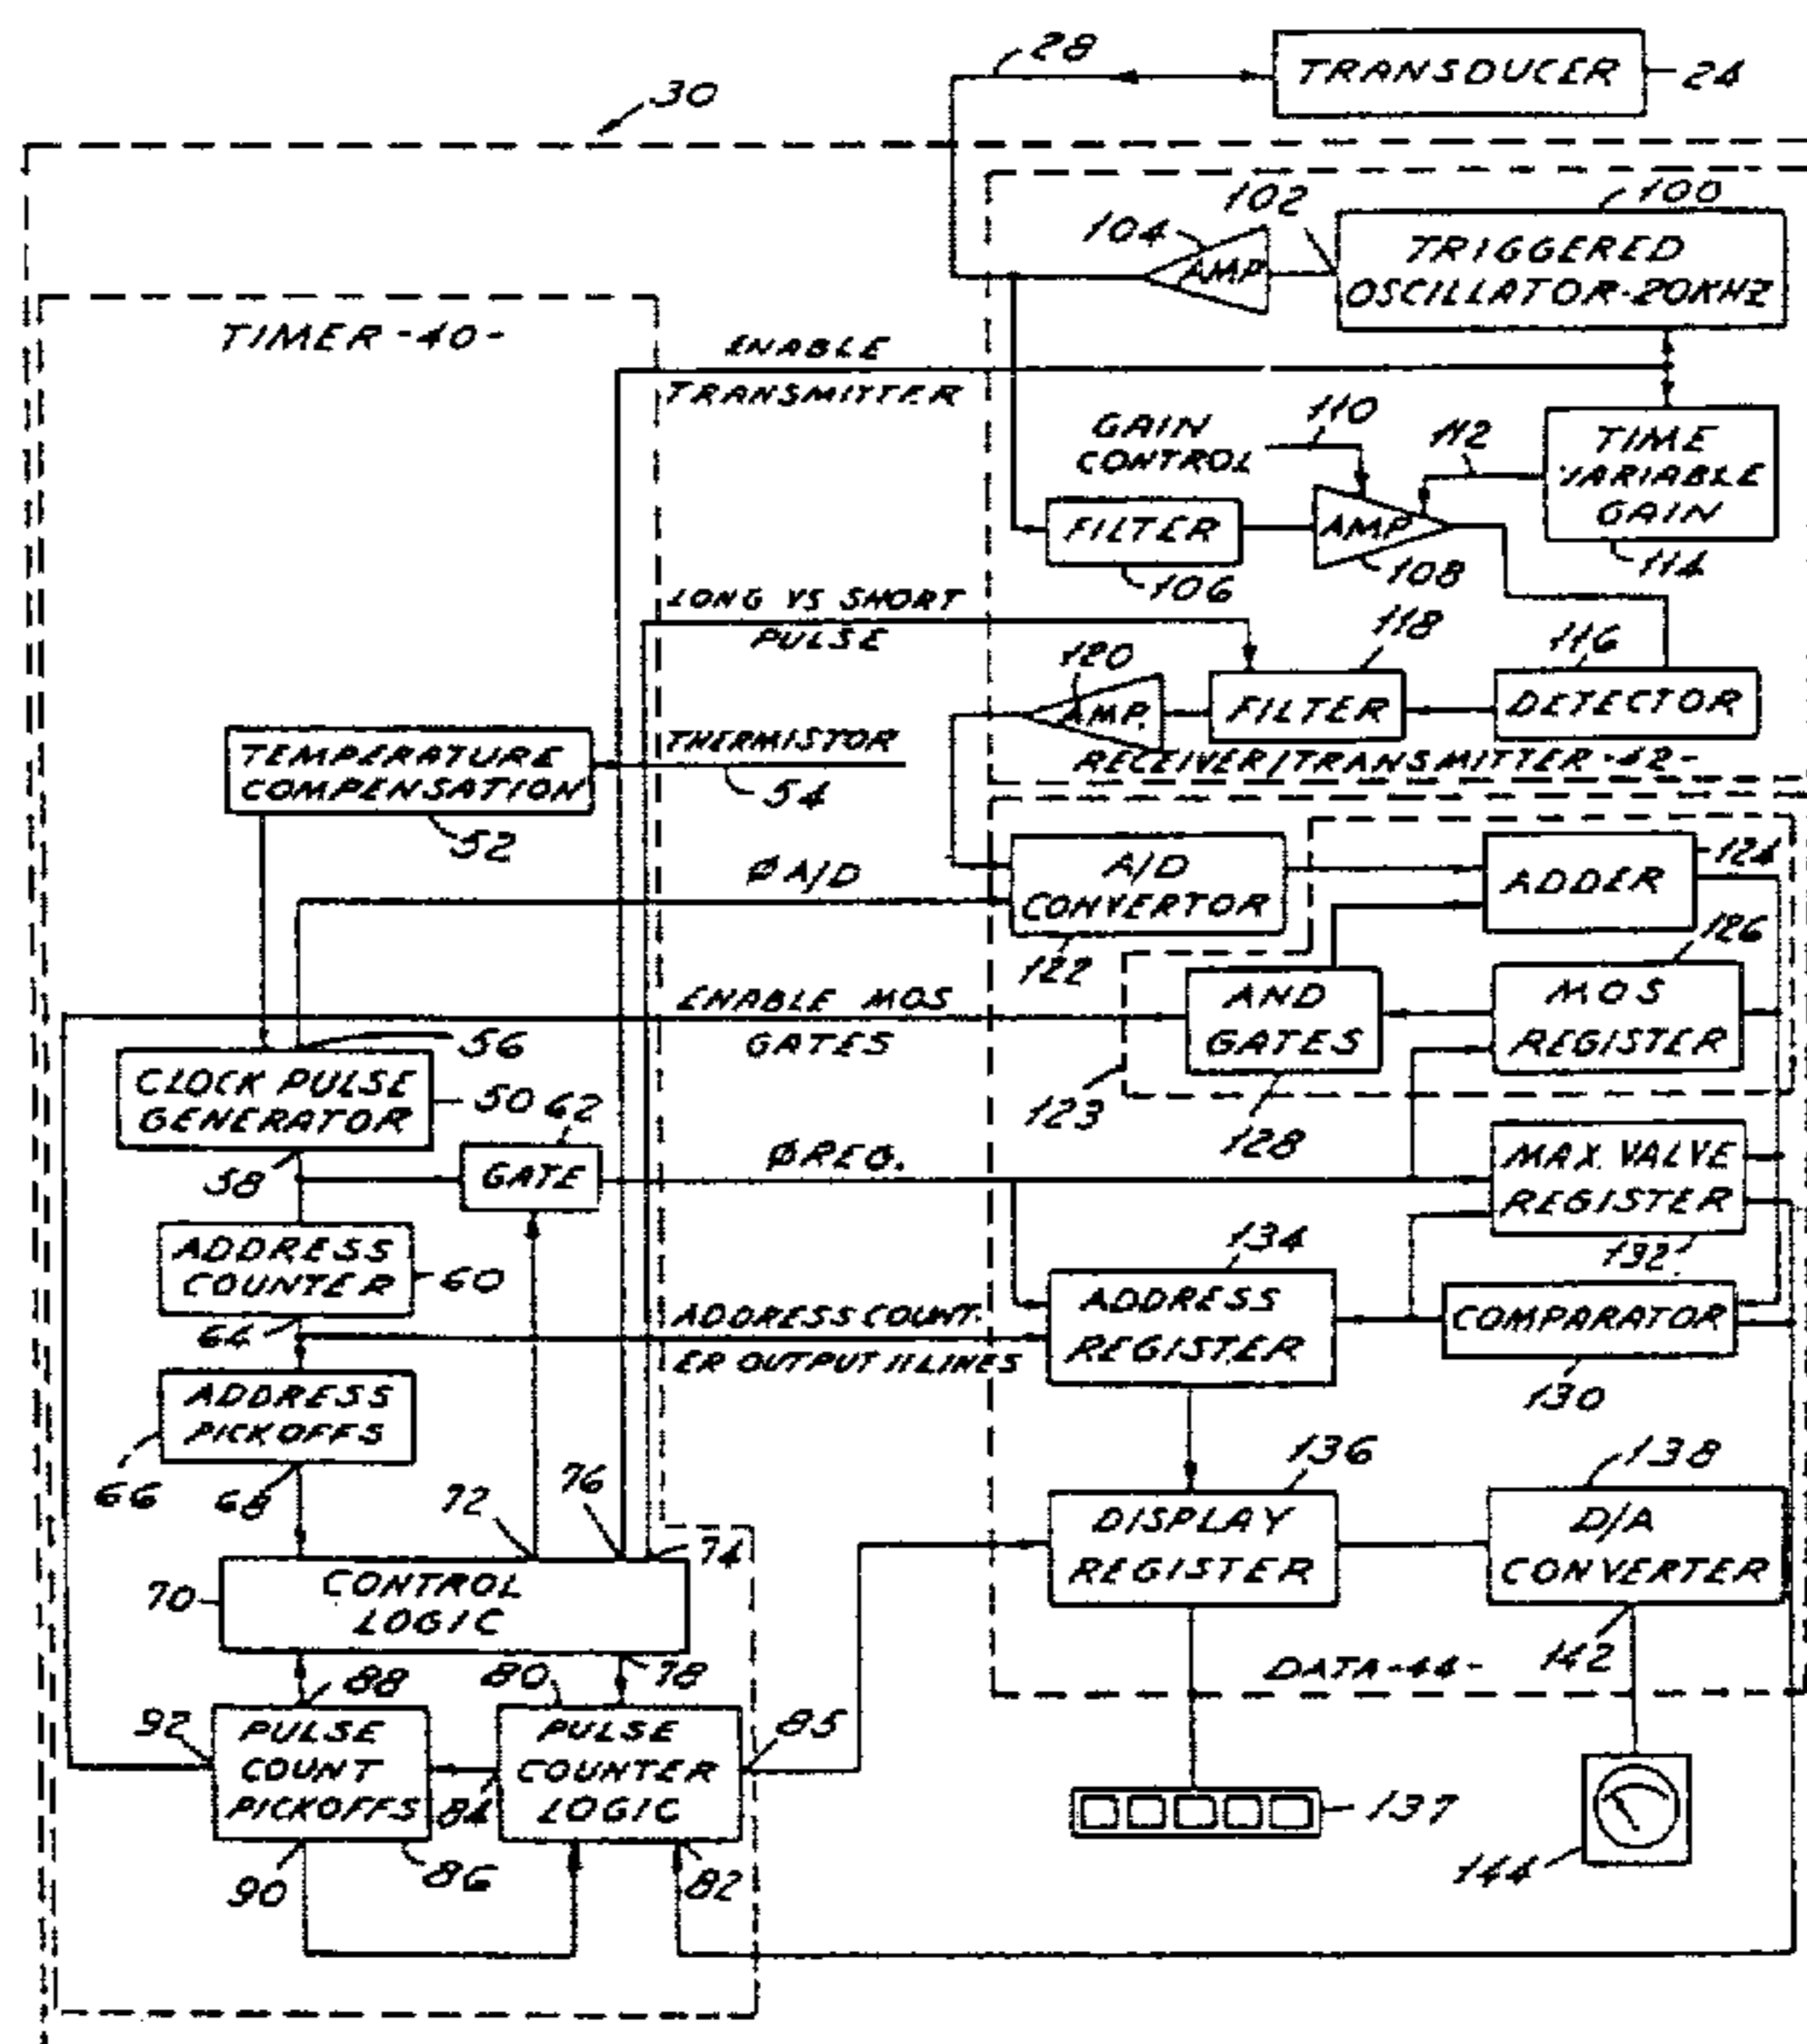 28
TRANSDUCER
24
30
102
100
104
AMP
TRIGGERED
OSCILLATOR-20KHZ
TIMER -40-
ENABLE
TRANSMITTER
GAIN
CONTROL
110
112
TIME
VARIABLE
GAIN
114
FILTER
106
AMP
108
LONG VS SHORT
PULSE
118
116
120
AMP.
FILTER
DETECTOR
RECEIVER/TRANSMITTER -42-
TEMPERATURE
COMPENSATION
52
THERMISTOR
54
Ø A/D
A/D
CONVERTOR
122
ADDER
124
126
ENABLE MOS
GATES
AND
GATES
128
MOS
REGISTER
123
56
CLOCK PULSE
GENERATOR
50
62
58
GATE
Ø REG.
MAX. VALVE
REGISTER
132
ADDRESS
COUNTER
60
64
134
ADDRESS COUNT-
ER OUTPUT 11 LINES
ADDRESS
REGISTER
COMPARATOR
130
ADDRESS
PICKOFFS
66
68
72
76
74
136
138
DISPLAY
REGISTER
D/A
CONVERTER
142
70
CONTROL
LOGIC
88
80
78
DATA -44-
92
PULSE
COUNT
PICKOFFS
84
PULSE
COUNTER
LOGIC
85
90
86
82
137
144